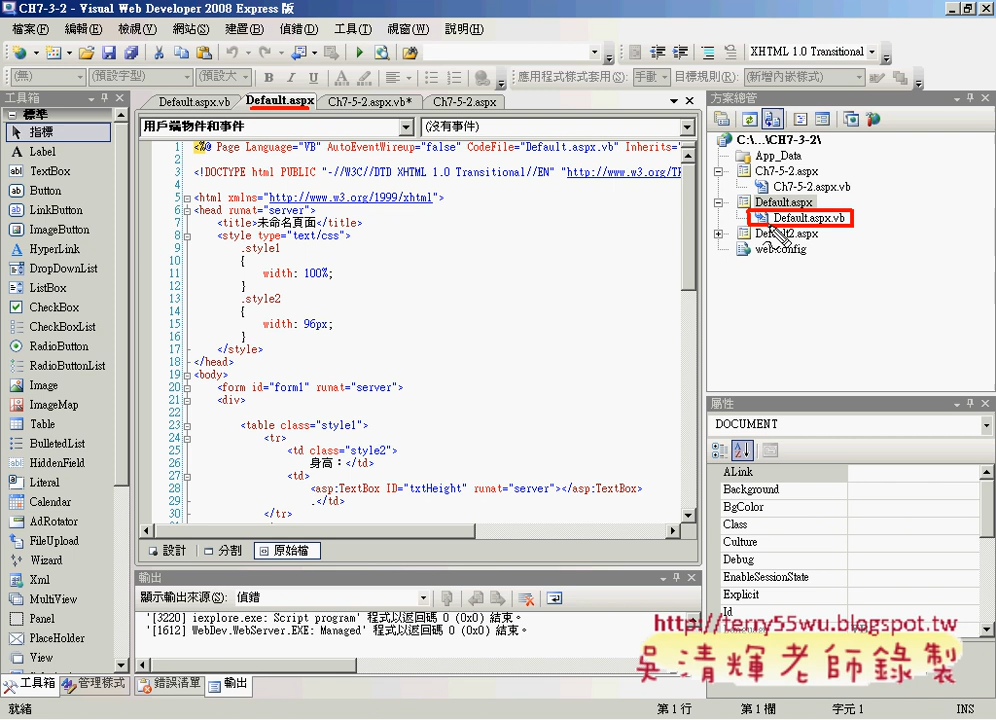 CH7-3-2 - Visual Web Developer 2008 Express 版
檔案(F) 編輯(E) 檢視(V) 網站(S) 建置(B) 偵錯(D) 工具(T) 視窗(W) 說明(H)
XHTML 1.0 Transitional
(無) (預設字型) (預設大 B I U A 應用程式樣式套用(S): 手動 目標規則(R): (新增內嵌樣式)
工具箱
標準
指標
Label
TextBox
Button
LinkButton
ImageButton
HyperLink
DropDownList
ListBox
CheckBox
CheckBoxList
RadioButton
RadioButtonList
Image
ImageMap
Table
BulletedList
HiddenField
Literal
Calendar
AdRotator
FileUpload
Wizard
Xml
MultiView
Panel
PlaceHolder
View
工具箱 管理樣式
Default.aspx.vb Default.aspx Ch7-5-2.aspx.vb* Ch7-5-2.aspx
用戶端物件和事件 (沒有事件)
1 <%@ Page Language="VB" AutoEventWireup="false" CodeFile="Default.aspx.vb" Inherits="
2
3 <!DOCTYPE html PUBLIC "-//W3C//DTD XHTML 1.0 Transitional//EN" "http://www.w3.org/TR
4
5 <html xmlns="http://www.w3.org/1999/xhtml">
6 <head runat="server">
7 <title>未命名頁面</title>
8 <style type="text/css">
9 .style1
10 {
11 width: 100%;
12 }
13 .style2
14 {
15 width: 96px;
16 }
17 </style>
18 </head>
19 <body>
20 <form id="form1" runat="server">
21 <div>
22
23 <table class="style1">
24 <tr>
25 <td class="style2">
26 身高：</td>
27 <td>
28 <asp:TextBox ID="txtHeight" runat="server"></asp:TextBox>
29 .</td>
30 </tr>
設計 分割 原始檔
輸出
顯示輸出來源(S): 偵錯
'[3220] iexplore.exe: Script program' 程式以返回碼 0 (0x0) 結束。
'[1612] WebDev.WebServer.EXE: Managed' 程式以返回碼 0 (0x0) 結束。
錯誤清單 輸出
方案總管
C:\...\CH7-3-2\
App_Data
Ch7-5-2.aspx
Ch7-5-2.aspx.vb
Default.aspx
Default.aspx.vb
Default2.aspx
web.config
屬性
DOCUMENT
ALink
Background
BgColor
Class
Culture
Debug
EnableSessionState
Explicit
Id
http://terry55wu.blogspot.tw
吳清輝老師錄製
就緒 第 1 行 第 1 欄 字元 1 INS